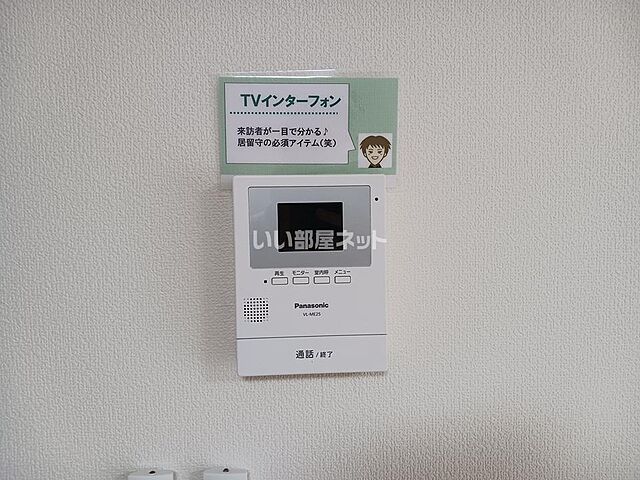 TVインターフォン
来訪者が一目で分かる♪
居留守の必須アイテム(笑)
いい部屋ネット
再生 モニター 室内呼 メニュー
Panasonic
VL-ME25
通話/終了